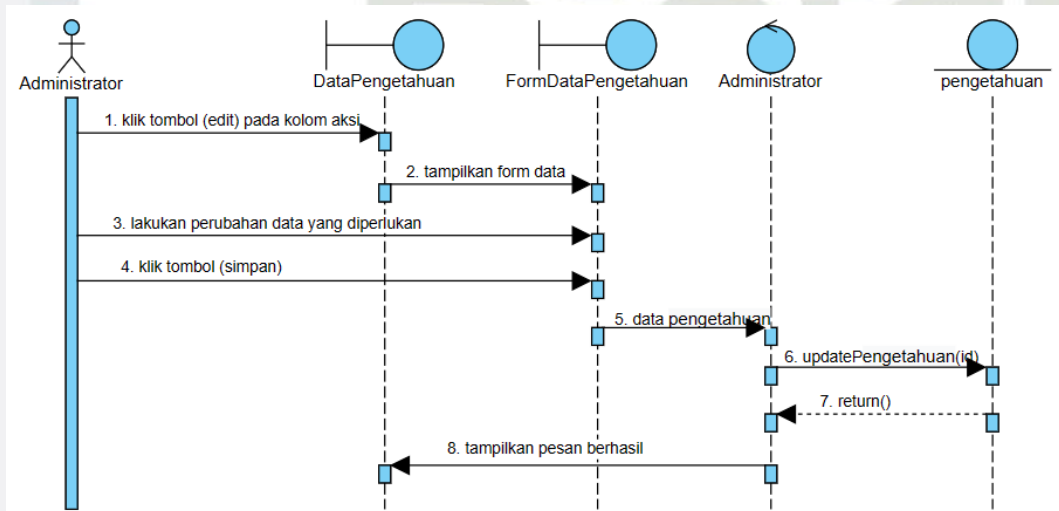 Administrator
DataPengetahuan
FormDataPengetahuan
Administrator
pengetahuan
1. klik tombol (edit) pada kolom aksi
2. tampilkan form data
3. lakukan perubahan data yang diperlukan
4. klik tombol (simpan)
5. data pengetahuan
6. updatePengetahuan(id)
7. return()
8. tampilkan pesan berhasil